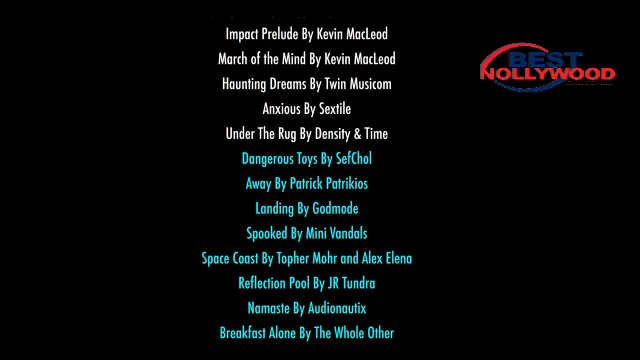 Impact Prelude By Kevin MacLeod
March of the Mind By Kevin MacLeod
Haunting Dreams By Twin Musicom
Anxious By Sextile
Under The Rug By Density & Time
Dangerous Toys By SefChol
Away By Patrick Patrikios
Landing By Godmode
Spooked By Mini Vandals
Space Coast By Topher Mohr and Alex Elena
Reflection Pool By JR Tundra
Namaste By Audionautix
Breakfast Alone By The Whole Other
BEST
NOLLYWOOD